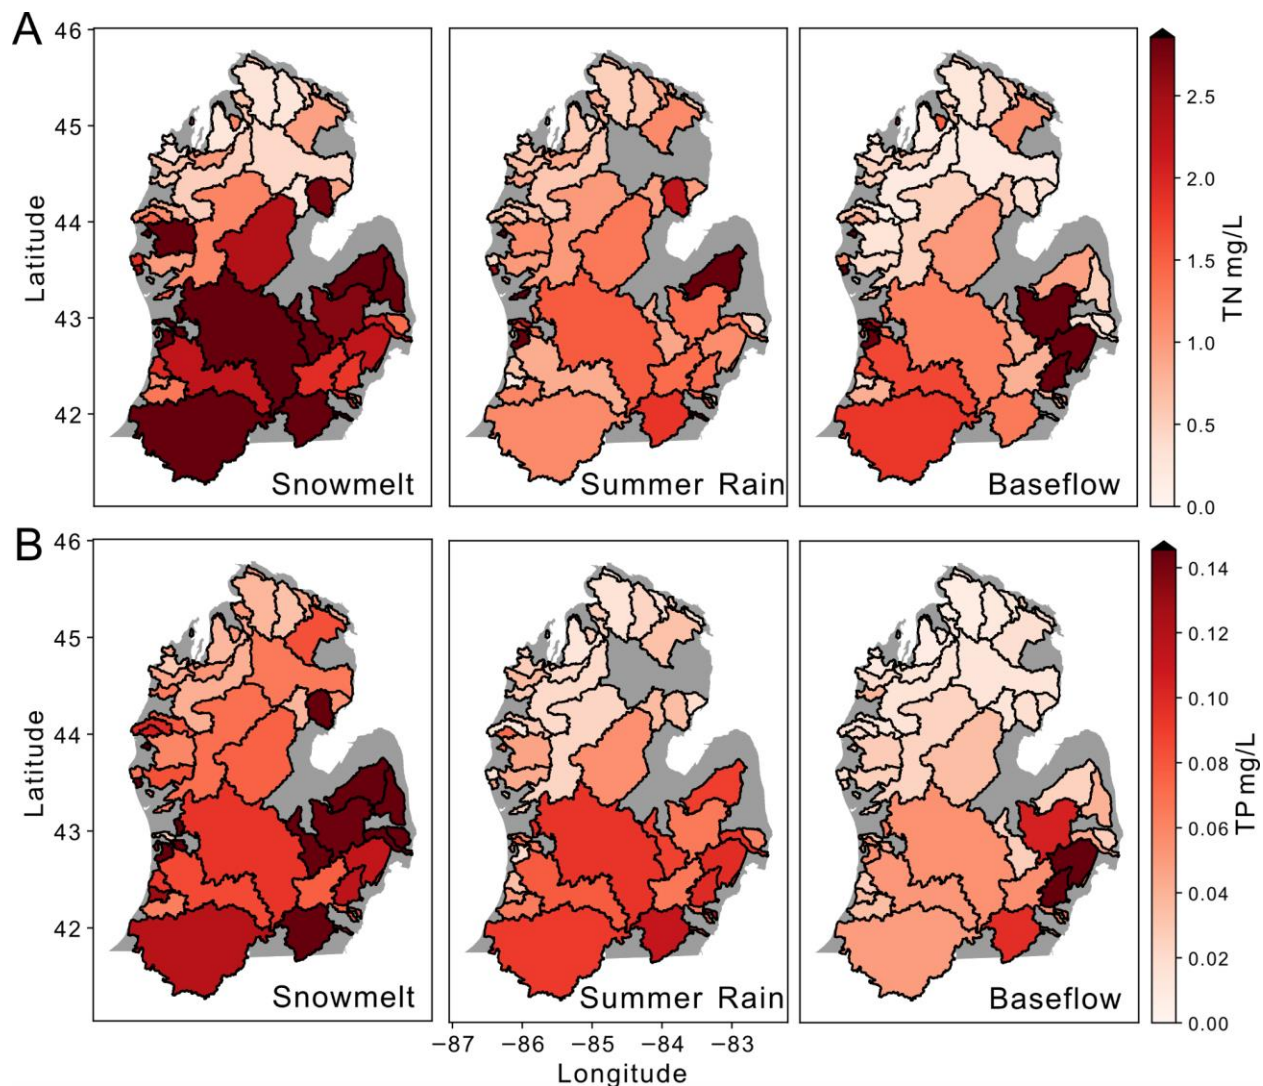 A
46
45
44
43
42
Latitude
Snowmelt
Summer Rain
Baseflow
2.5
2.0
1.5
1.0
0.5
0.0
TN mg/L
B
46
45
44
43
42
Latitude
Snowmelt
Summer Rain
Baseflow
0.14
0.12
0.10
0.08
0.06
0.04
0.02
0.00
TP mg/L
−87 −86 −85 −84 −83
Longitude